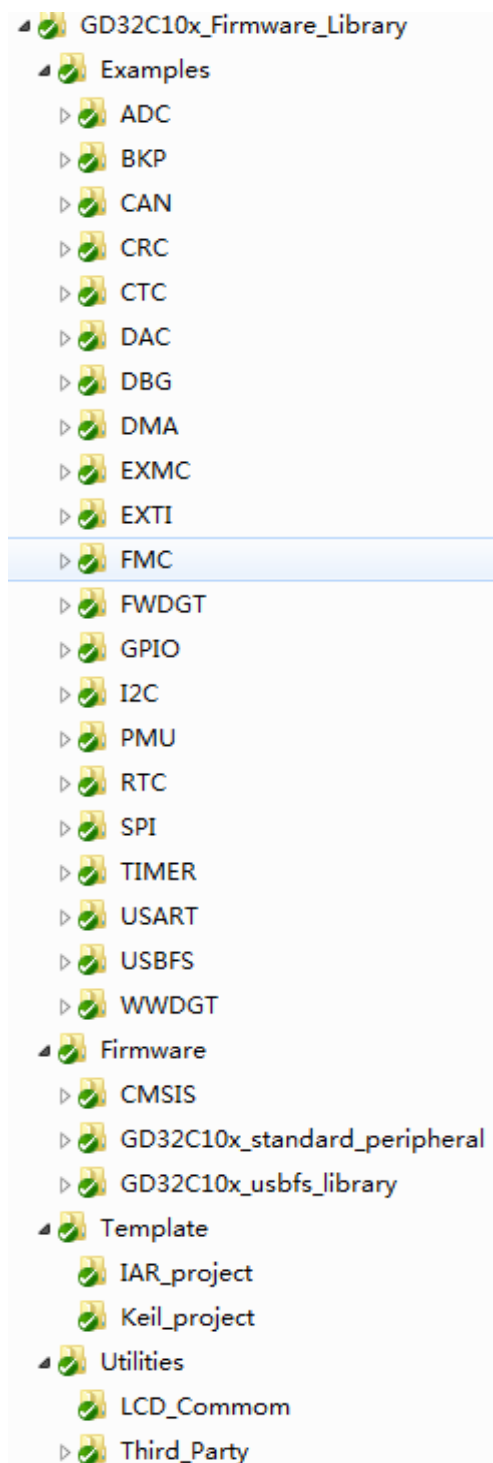 GD32C10x_Firmware_Library
Examples
ADC
BKP
CAN
CRC
CTC
DAC
DBG
DMA
EXMC
EXTI
FMC
FWDGT
GPIO
I2C
PMU
RTC
SPI
TIMER
USART
USBFS
WWDGT
Firmware
CMSIS
GD32C10x_standard_peripheral
GD32C10x_usbfs_library
Template
IAR_project
Keil_project
Utilities
LCD_Commom
Third_Party